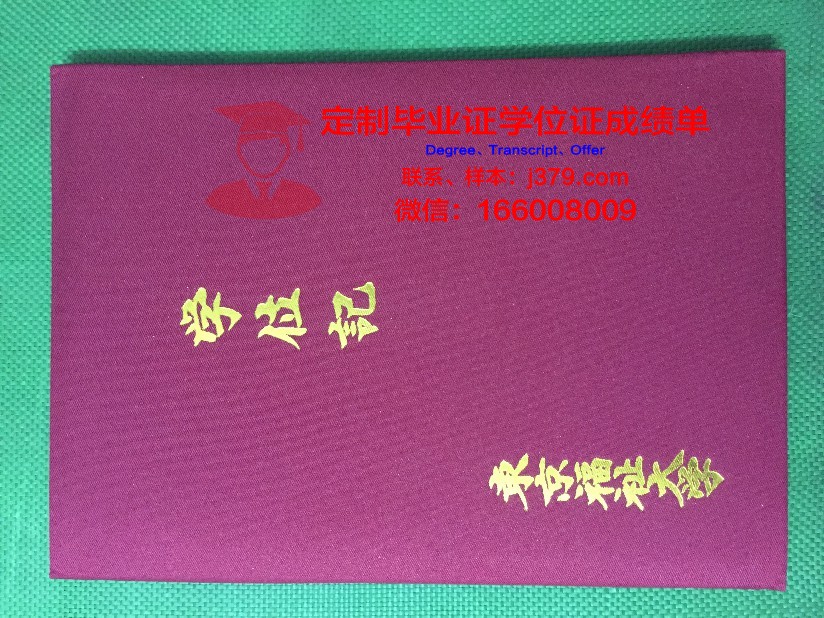 定制毕业证学位证成绩单
Degree、Transcript、Offer
联系、样本：j379.com
微信：166008009
学位記
東京福祉大学